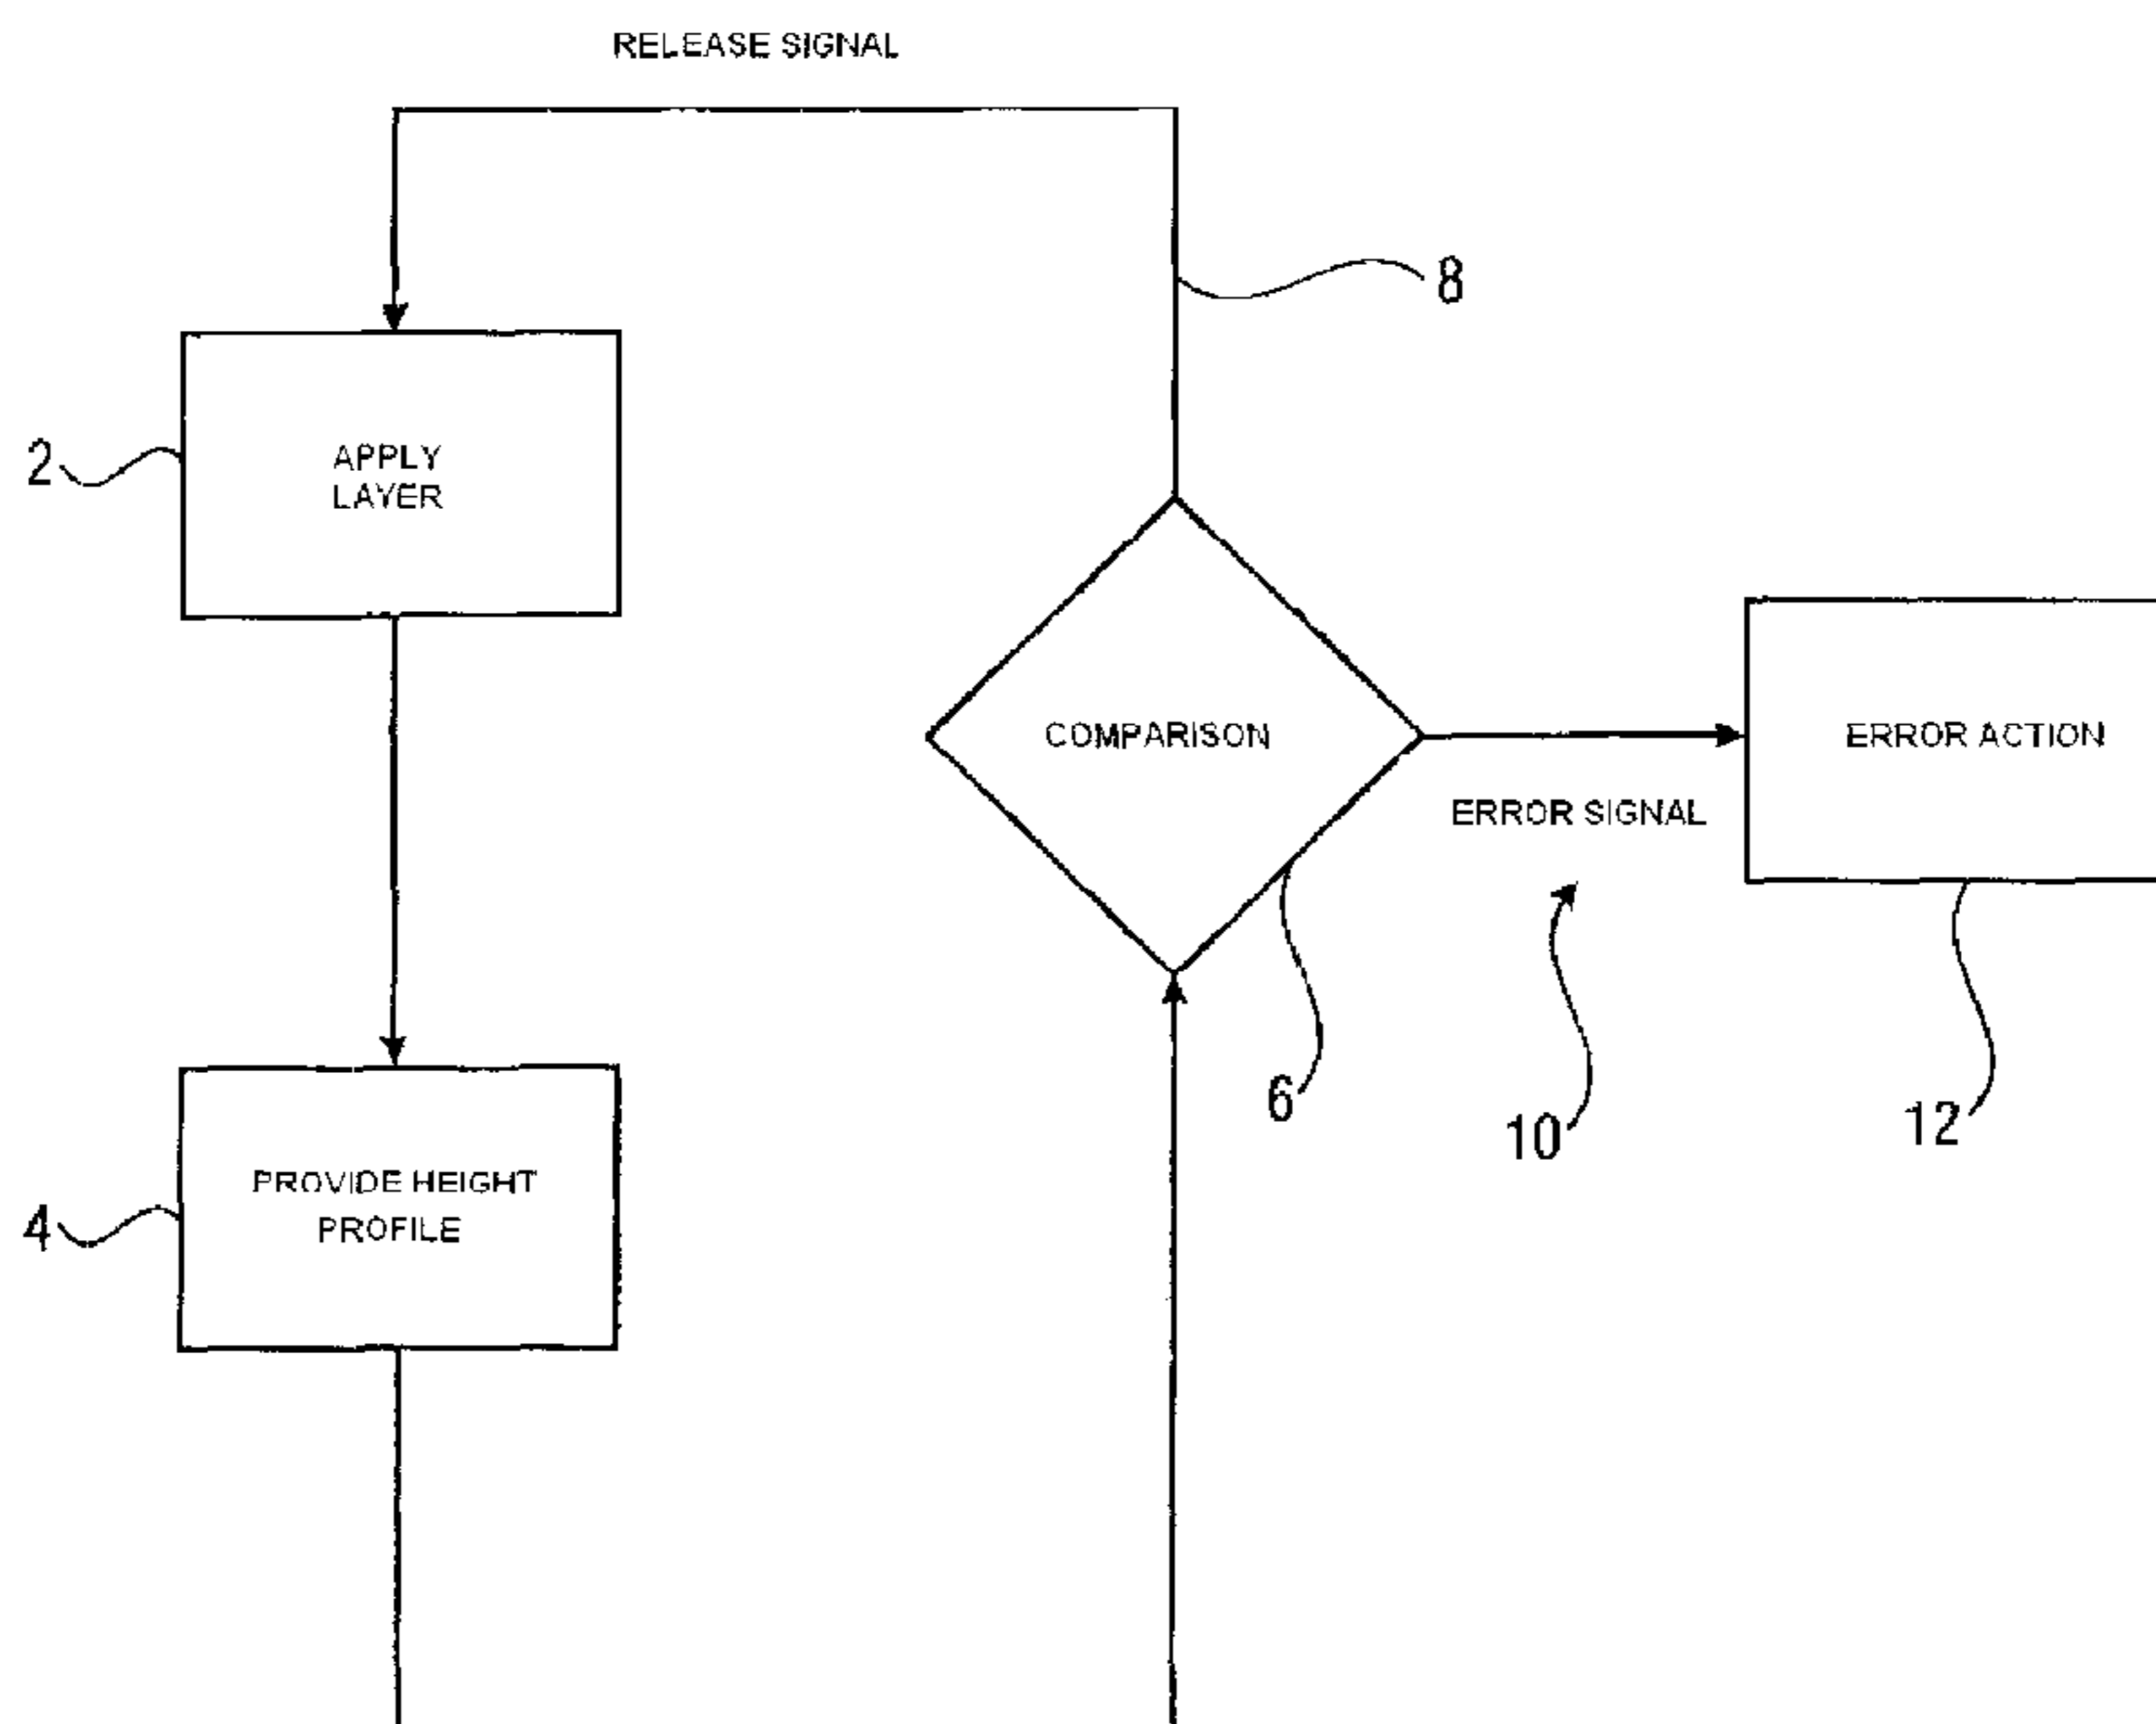 RELEASE SIGNAL
8
2
APPLY
LAYER
COMPARISON
ERROR ACTION
ERROR SIGNAL
6
10
12
4
PROVIDE HEIGHT
PROFILE